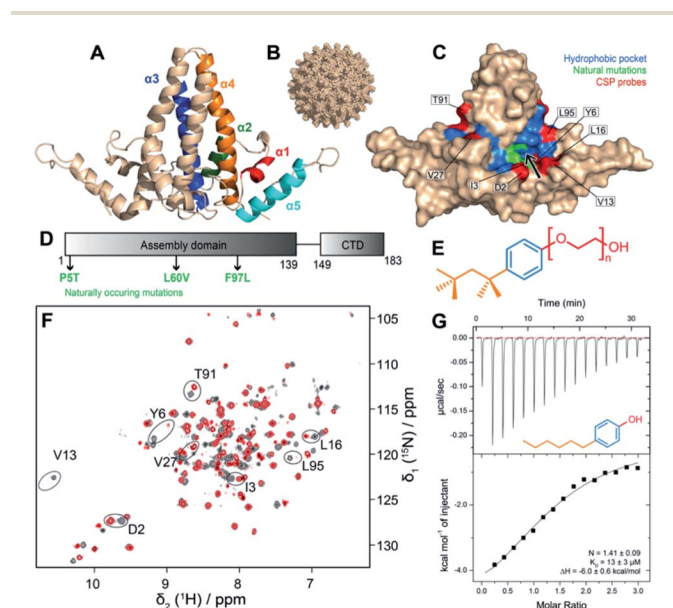 A
α3
α4
α2
α1
α5
B
C
Hydrophobic pocket
Natural mutations
CSP probes
T91
L95
Y6
L16
V27
I3
D2
V13
D
Assembly domain
CTD
1
139
149
183
P5T
L60V
F97L
Naturally occuring mutations
E
O
OH
n
F
105
110
115
120
125
130
δ₁ (¹⁵N) / ppm
T91
Y6
V13
V27
L16
L95
I3
D2
10
9
8
7
δ₂ (¹H) / ppm
G
Time (min)
0
10
20
30
0.00
-0.05
-0.10
-0.15
-0.20
µcal/sec
OH
-2.0
-4.0
kcal mol⁻¹ of injectant
N = 1.41 ± 0.09
K_D = 13 ± 3 µM
ΔH = -6.0 ± 0.6 kcal/mol
0.0
0.5
1.0
1.5
2.0
2.5
3.0
Molar Ratio